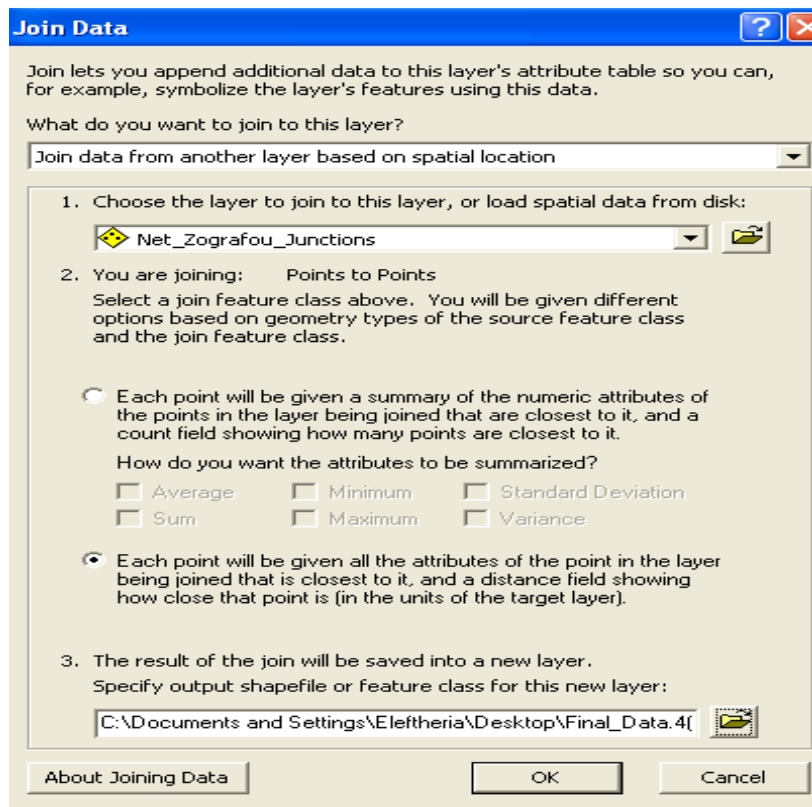 Join Data
Join lets you append additional data to this layer's attribute table so you can,
for example, symbolize the layer's features using this data.
What do you want to join to this layer?
Join data from another layer based on spatial location
1. Choose the layer to join to this layer, or load spatial data from disk:
Net_Zografou_Junctions
2. You are joining: Points to Points
Select a join feature class above. You will be given different
options based on geometry types of the source feature class
and the join feature class.
Each point will be given a summary of the numeric attributes of
the points in the layer being joined that are closest to it, and a
count field showing how many points are closest to it.
How do you want the attributes to be summarized?
Average Minimum Standard Deviation
Sum Maximum Variance
Each point will be given all the attributes of the point in the layer
being joined that is closest to it, and a distance field showing
how close that point is (in the units of the target layer).
3. The result of the join will be saved into a new layer.
Specify output shapefile or feature class for this new layer:
C:\Documents and Settings\Eleftheria\Desktop\Final_Data.4(
About Joining Data OK Cancel